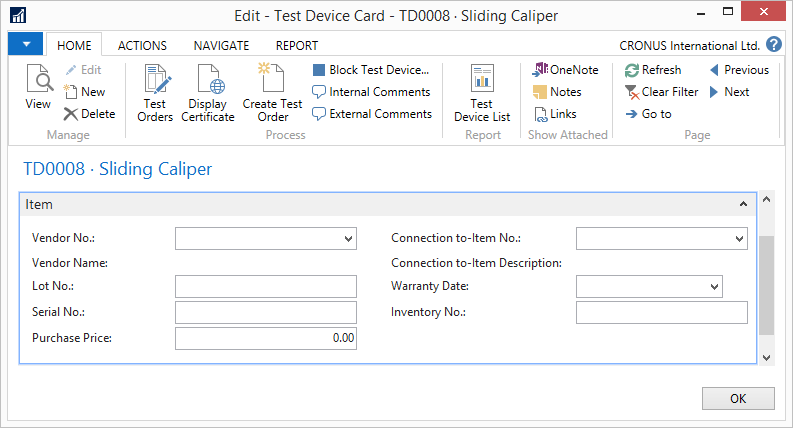 Edit - Test Device Card - TD0008 · Sliding Caliper
HOME ACTIONS NAVIGATE REPORT CRONUS International Ltd. ?
View
Edit
New
Delete
Manage
Test Orders
Display Certificate
Create Test Order
Block Test Device...
Internal Comments
External Comments
Process
Test Device List
Report
OneNote
Notes
Links
Show Attached
Refresh
Clear Filter
Go to
Previous
Next
Page
TD0008 · Sliding Caliper
Item
Vendor No.:
Vendor Name:
Lot No.:
Serial No.:
Purchase Price: 0.00
Connection to-Item No.:
Connection to-Item Description:
Warranty Date:
Inventory No.:
OK